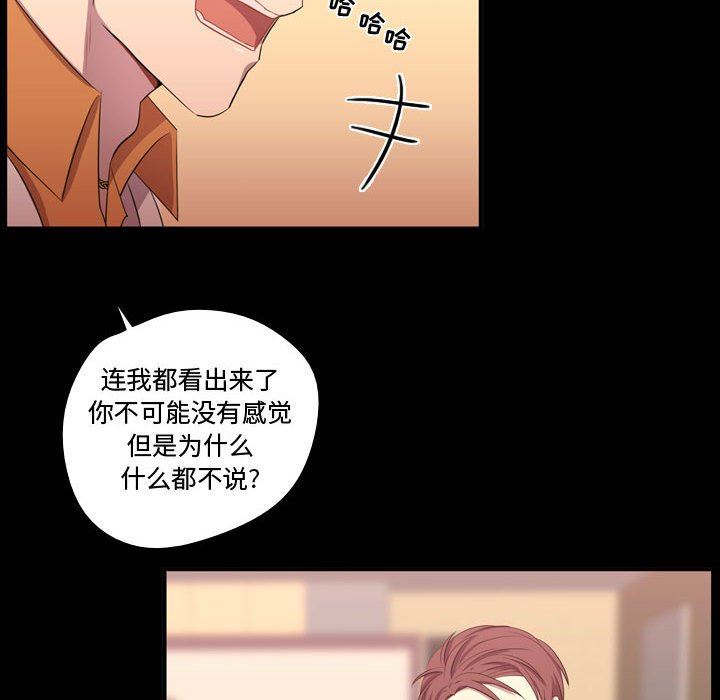 哈哈哈
连我都看出来了
你不可能没有感觉
但是为什么
什么都不说?